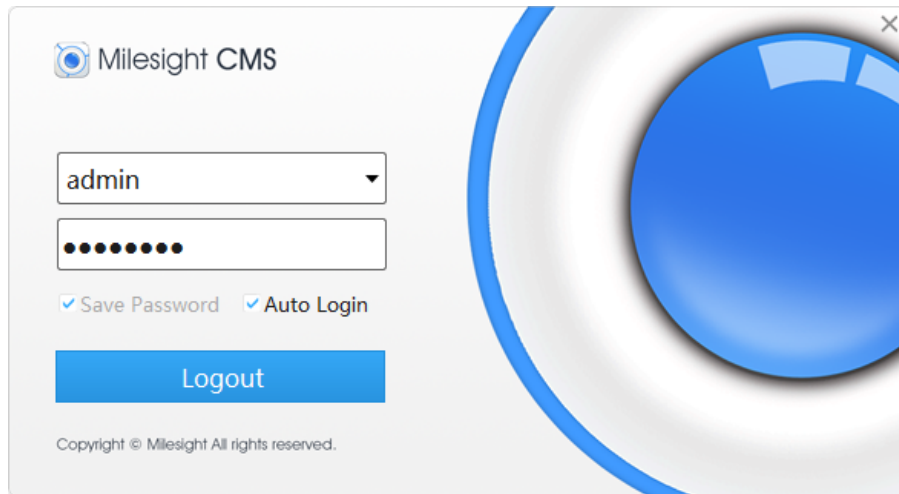 Milesight CMS
admin
●●●●●●●●
Save Password Auto Login
Logout
Copyright © Milesight All rights reserved.